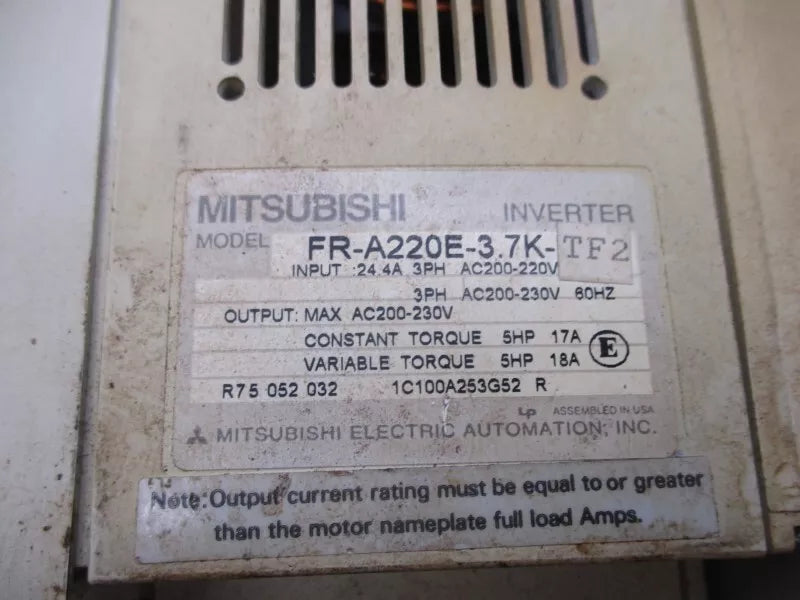 MITSUBISHI INVERTER
MODEL FR-A220E-3.7K-TF2
INPUT :24.4A 3PH AC200-220V
3PH AC200-230V 60HZ
OUTPUT: MAX AC200-230V
CONSTANT TORQUE 5HP 17A
VARIABLE TORQUE 5HP 18A E
R75 052 032 1C100A253G52 R
Lp ASSEMBLED IN USA
MITSUBISHI ELECTRIC AUTOMATION, INC.
Note:Output current rating must be equal to or greater
than the motor nameplate full load Amps.